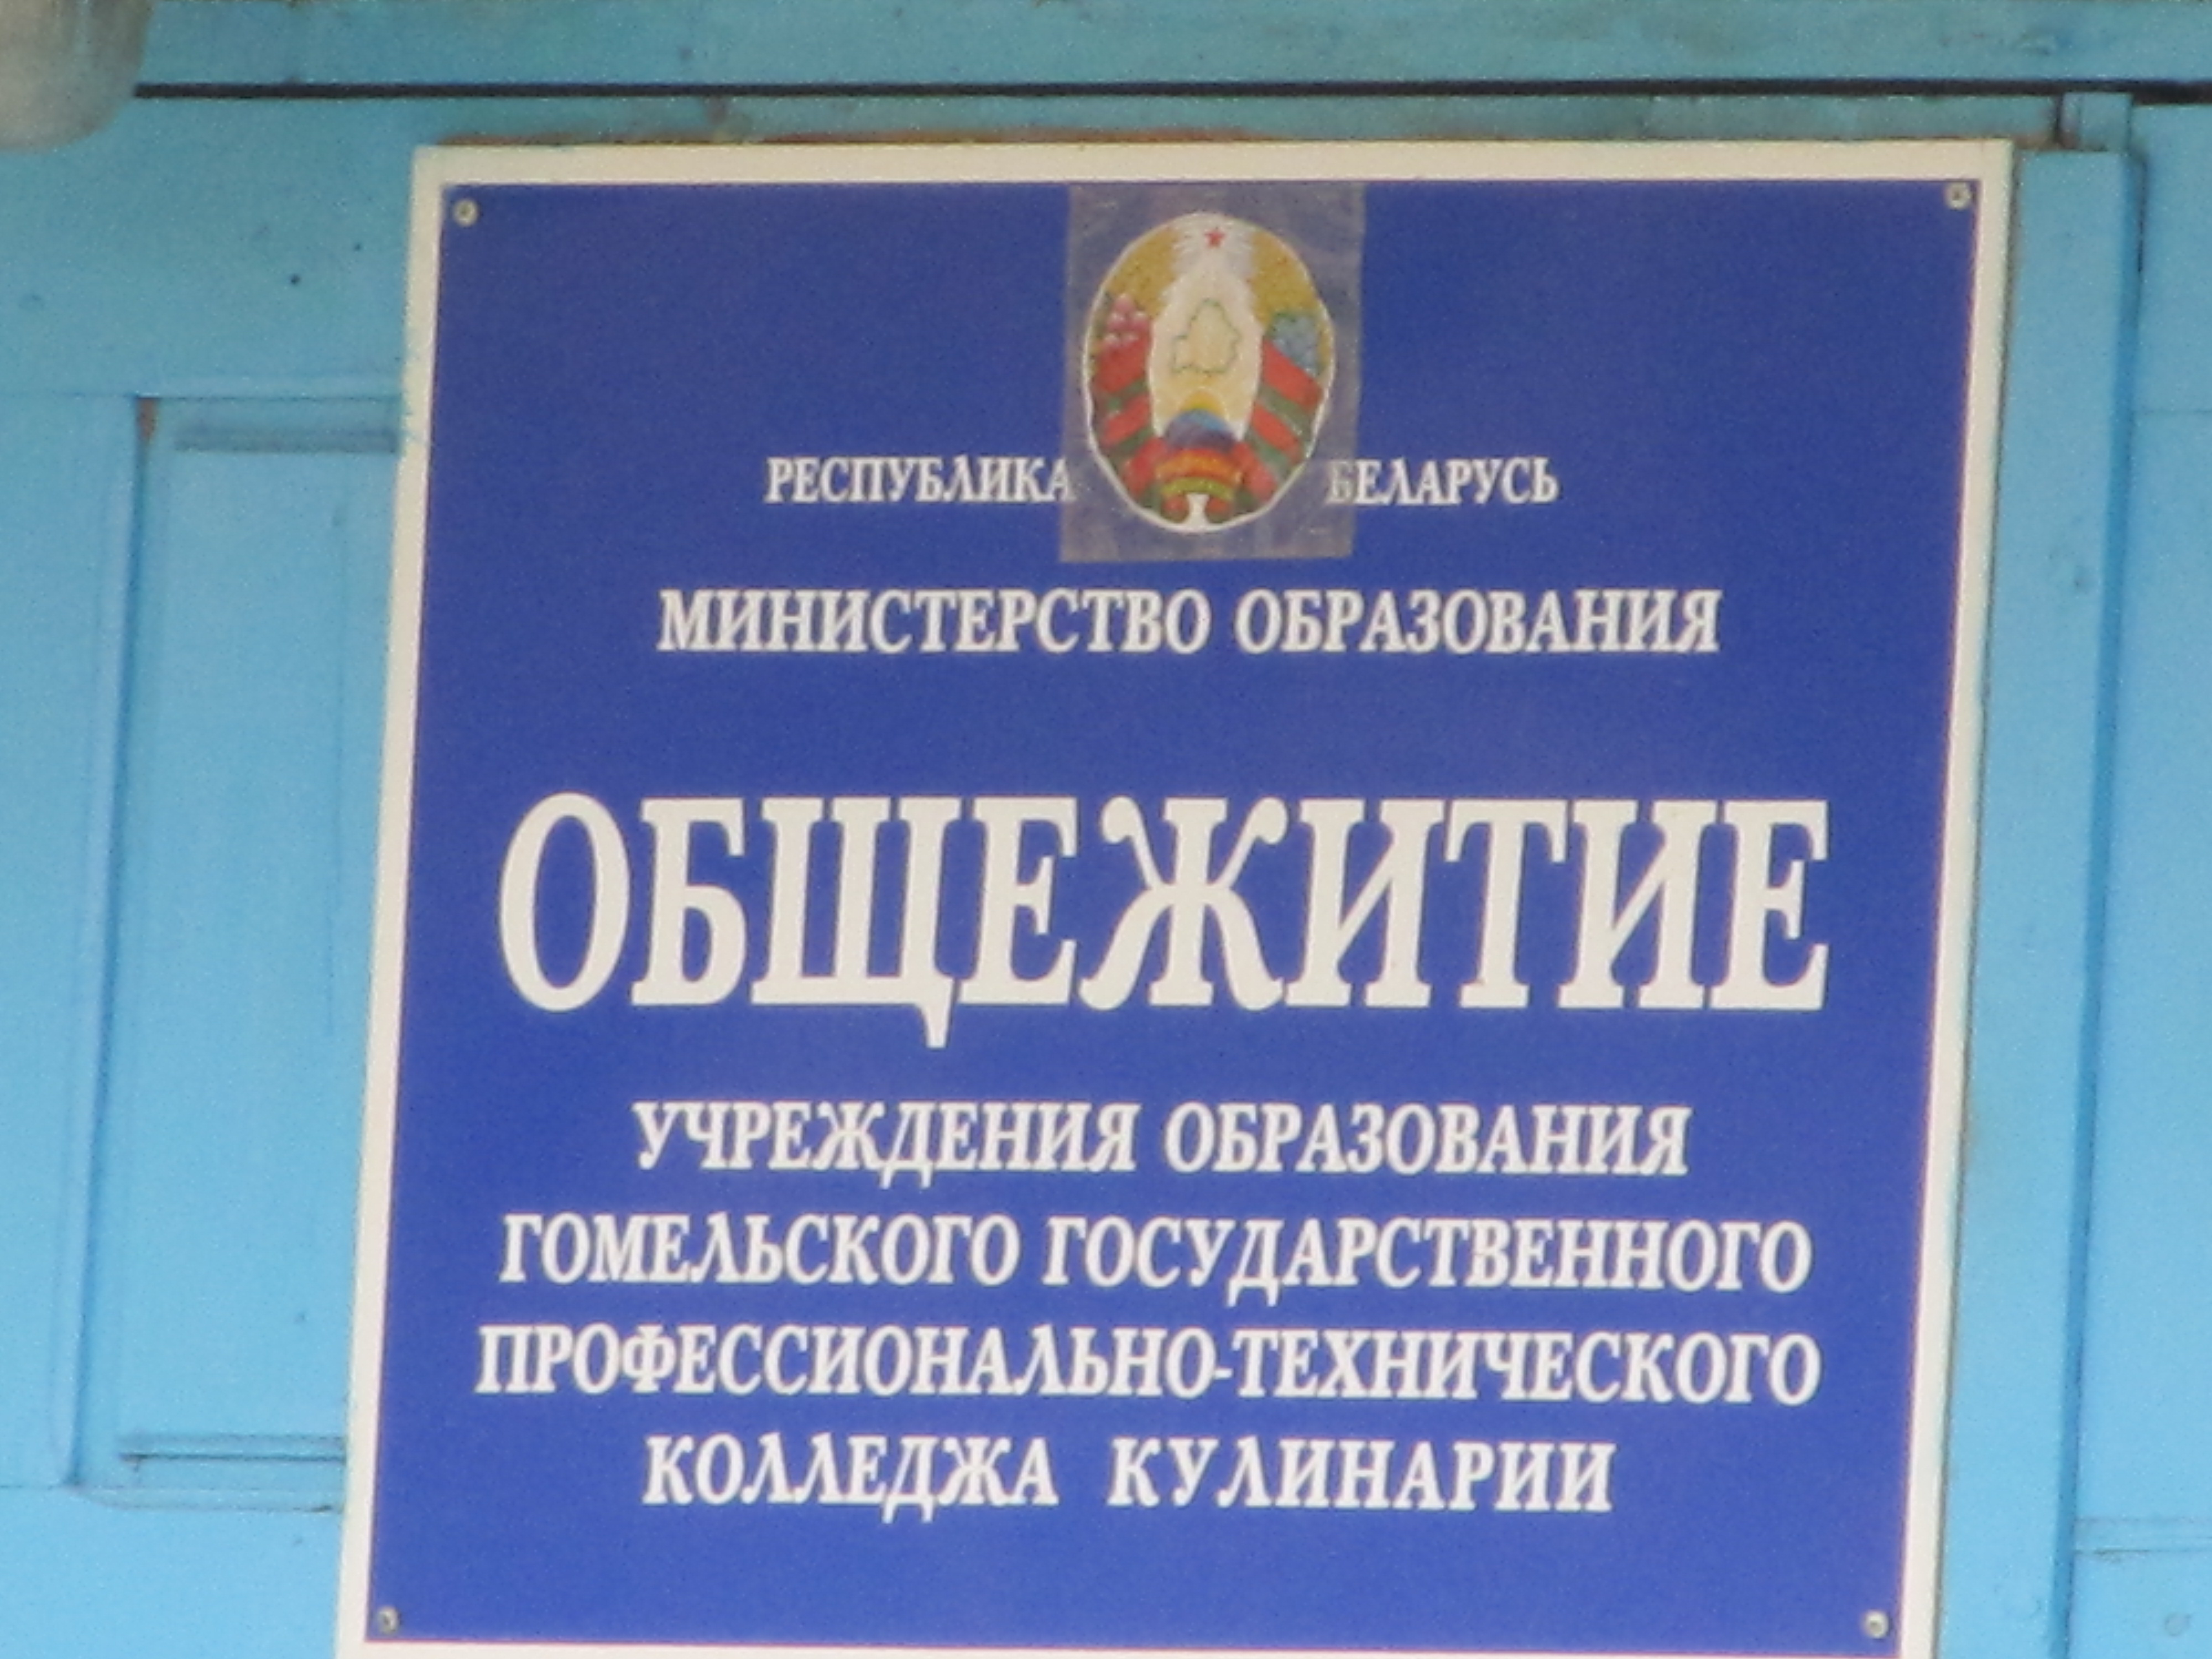 РЕСПУБЛИКА БЕЛАРУСЬ
МИНИСТЕРСТВО ОБРАЗОВАНИЯ
ОБЩЕЖИТИЕ
УЧРЕЖДЕНИЯ ОБРАЗОВАНИЯ
ГОМЕЛЬСКОГО ГОСУДАРСТВЕННОГО
ПРОФЕССИОНАЛЬНО-ТЕХНИЧЕСКОГО
КОЛЛЕДЖА КУЛИНАРИИ